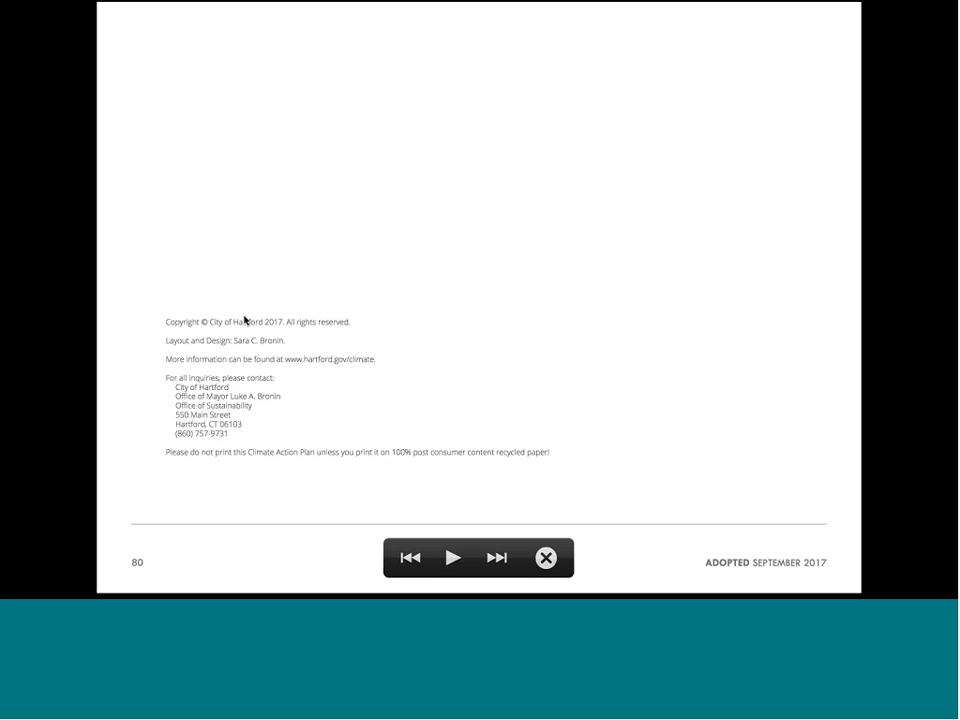 Copyright © City of Hartford 2017. All rights reserved.
Layout and Design: Sara C. Bronin.
More information can be found at www.hartford.gov/climate.
For all inquiries, please contact:
City of Hartford
Office of Mayor Luke A. Bronin
Office of Sustainability
550 Main Street
Hartford, CT 06103
(860) 757-9731
Please do not print this Climate Action Plan unless you print it on 100% post consumer content recycled paper!
80
ADOPTED SEPTEMBER 2017